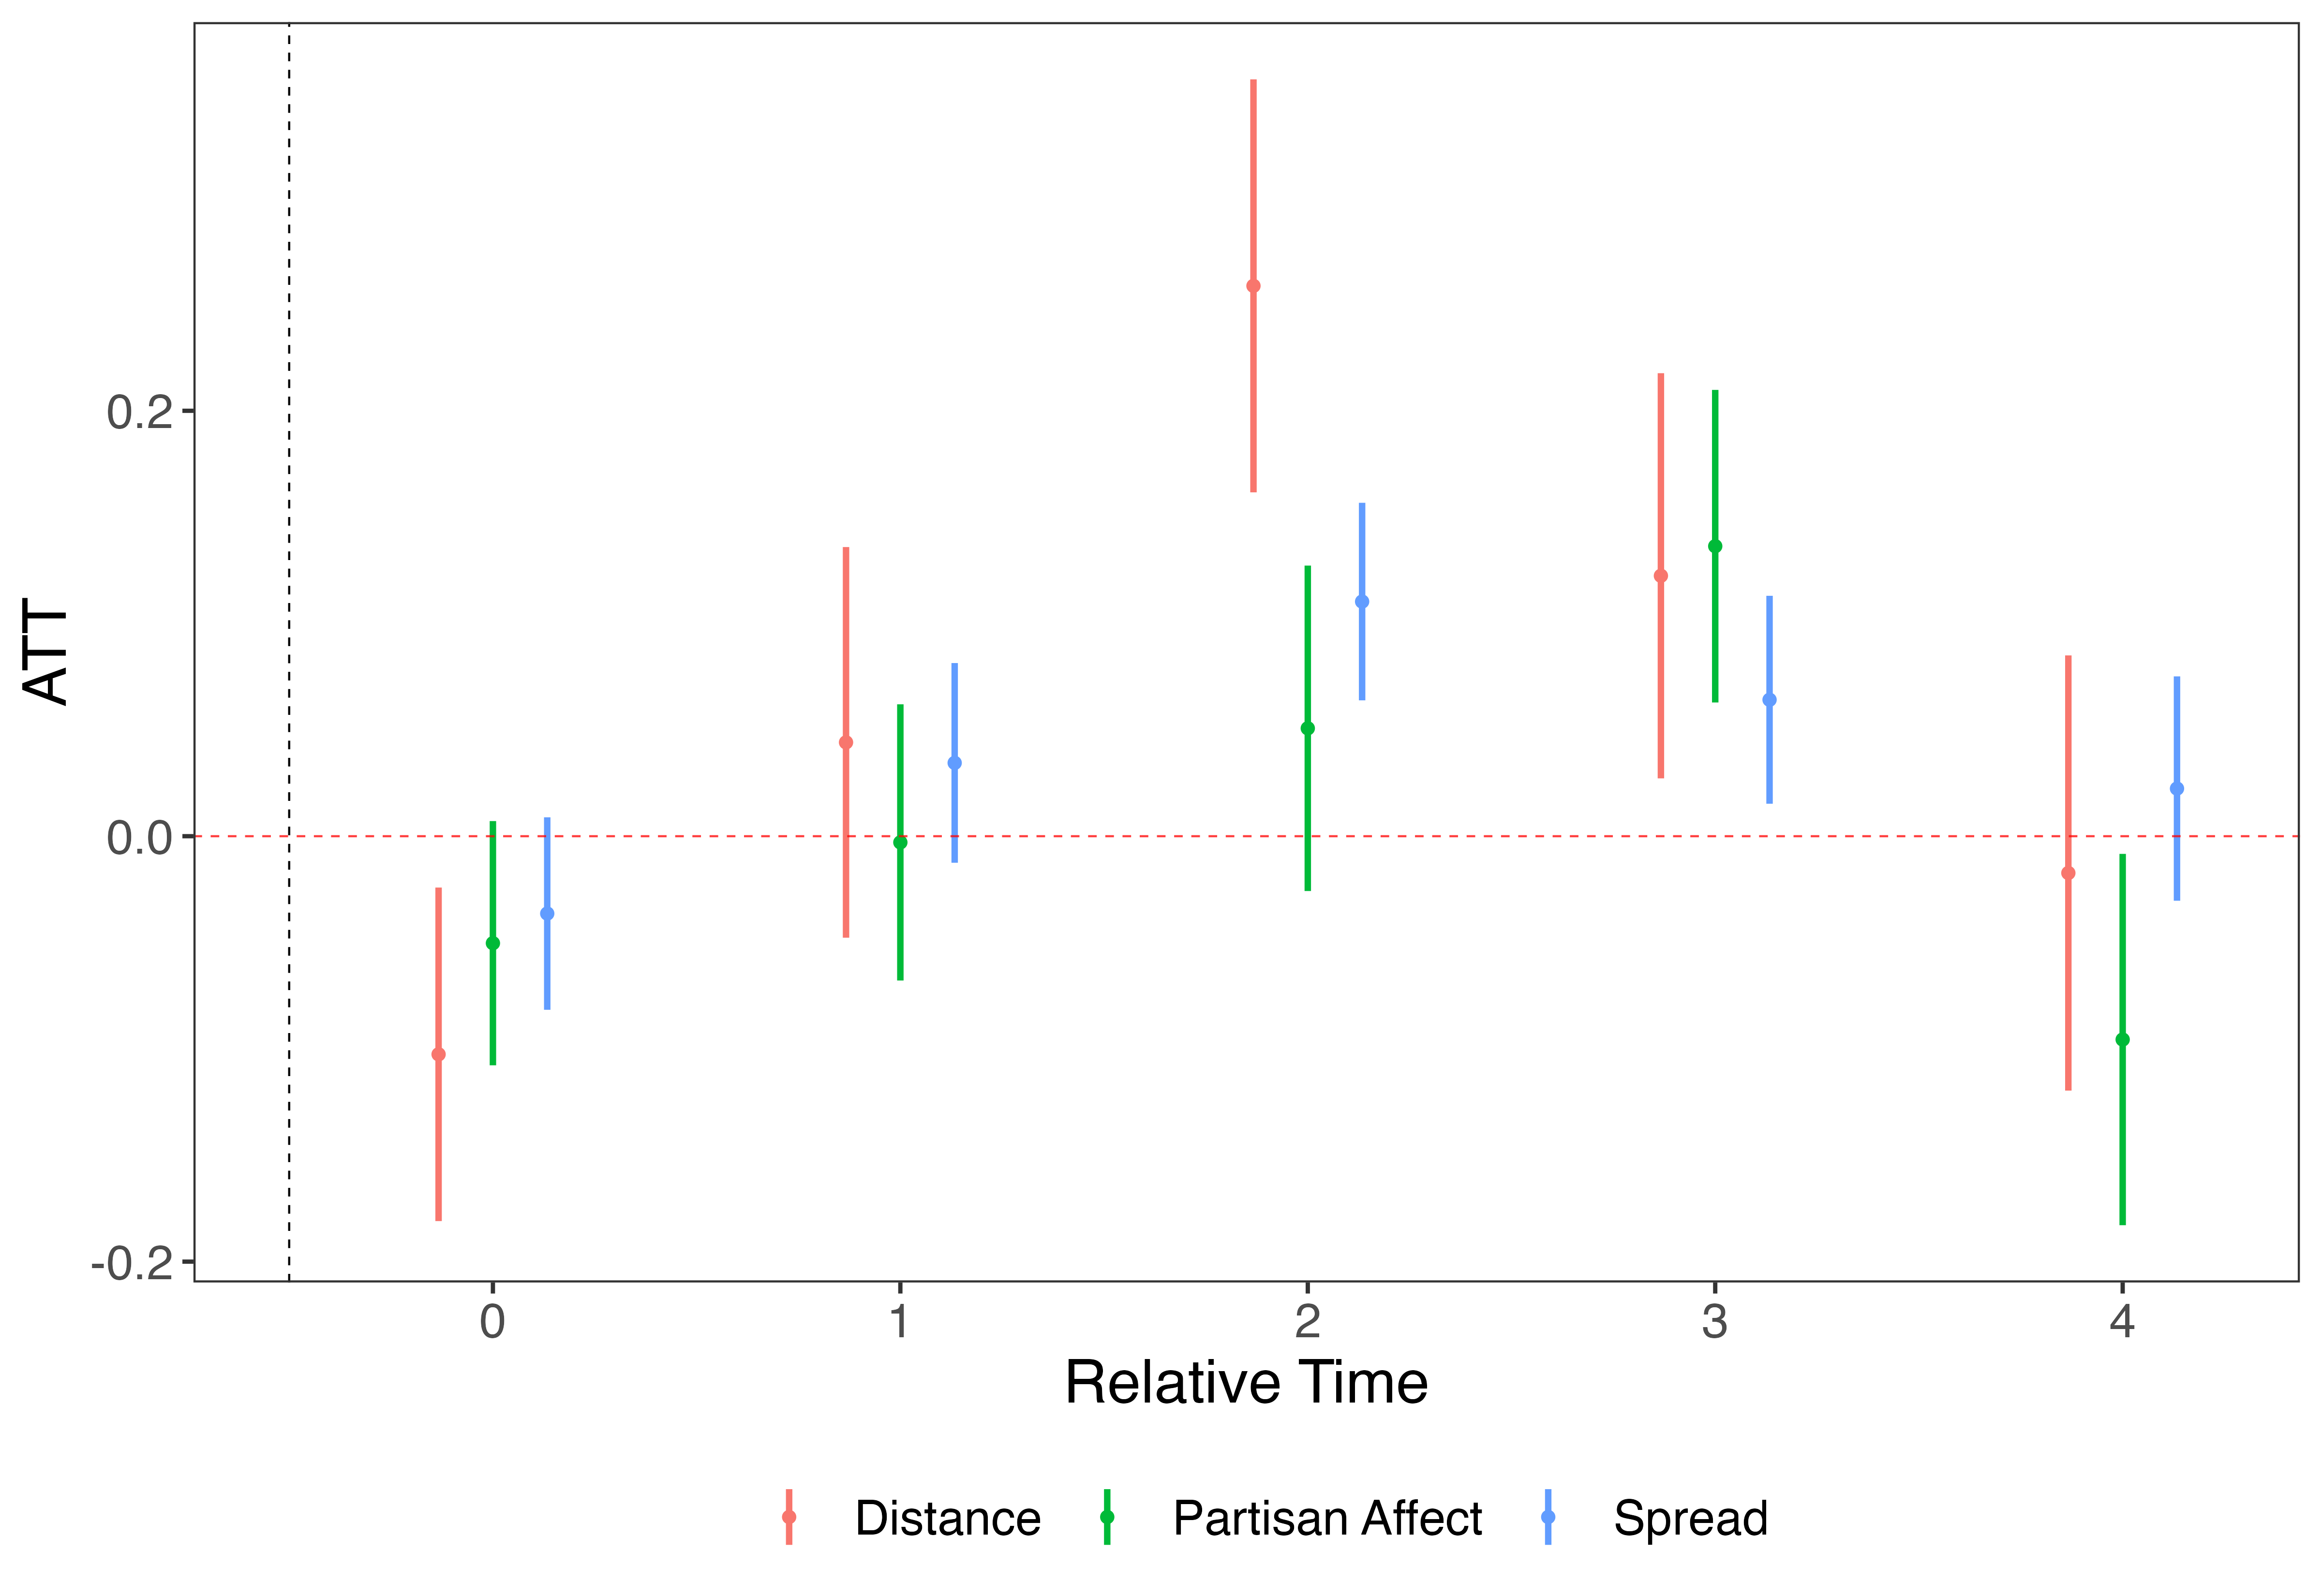 ATT
0.2
0.0
-0.2
0 1 2 3 4
Relative Time
Distance Partisan Affect Spread